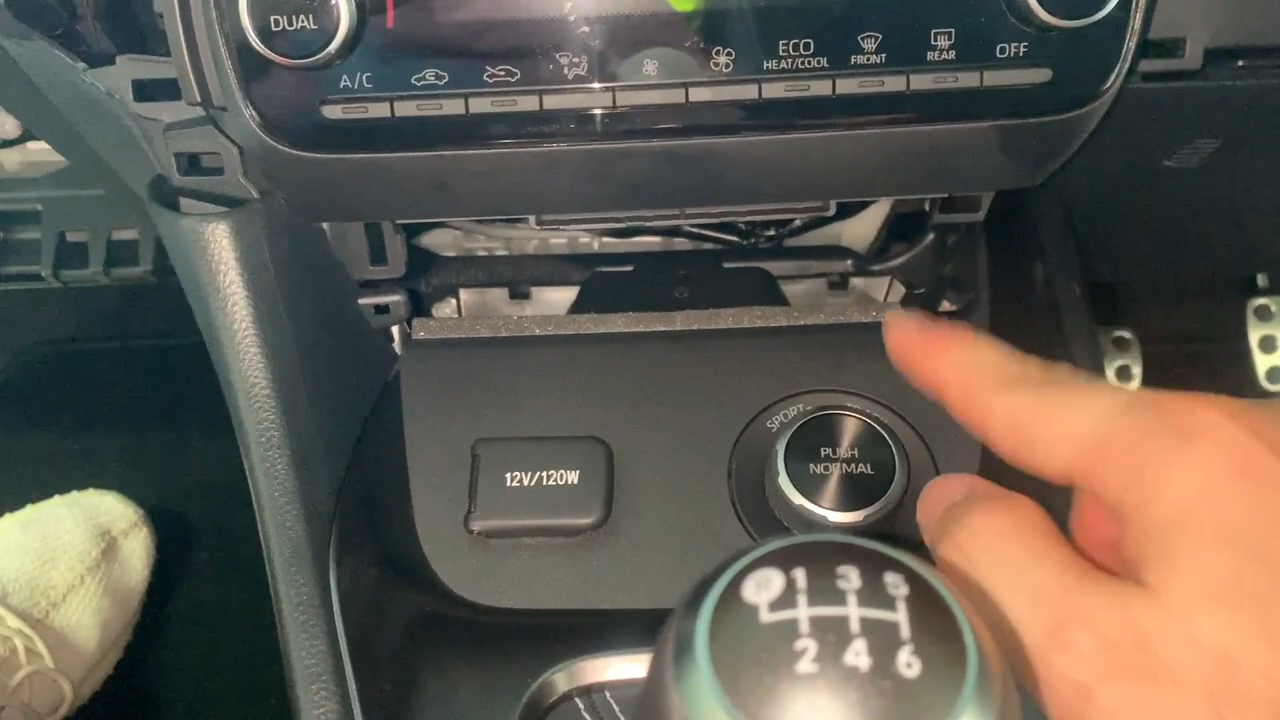 DUAL
A/C
ECO
HEAT/COOL
FRONT
REAR
OFF
SPORT
PUSH
NORMAL
12V/120W
R 1 3 5
2 4 6